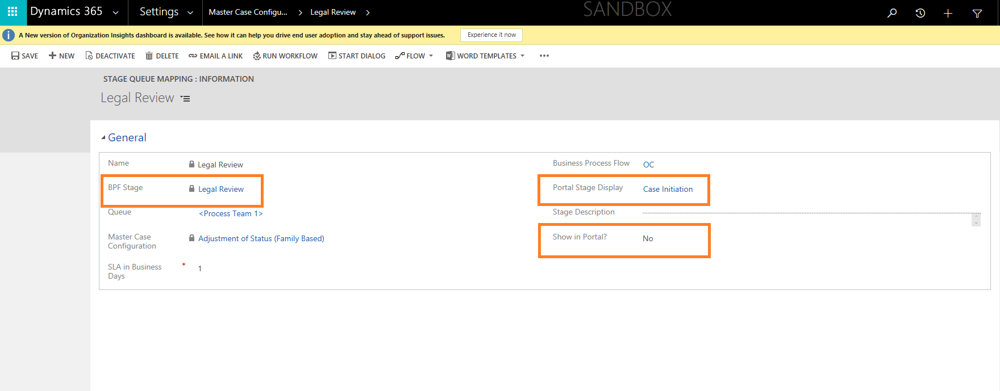 Dynamics 365 Settings Master Case Configu... Legal Review SANDBOX
A New version of Organization Insights dashboard is available. See how it can help you drive end user adoption and stay ahead of support issues. Experience it now
SAVE NEW DEACTIVATE DELETE EMAIL A LINK RUN WORKFLOW START DIALOG FLOW WORD TEMPLATES
STAGE QUEUE MAPPING : INFORMATION
Legal Review
General
Name Legal Review
BPF Stage Legal Review
Queue <Process Team 1>
Master Case
Configuration Adjustment of Status (Family Based)
SLA in Business
Days * 1
Business Process Flow OC
Portal Stage Display Case Initiation
Stage Description
Show in Portal? No